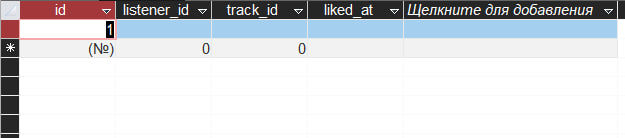 id listener_id track_id liked_at Щелкните для добавления
1
(№) 0 0